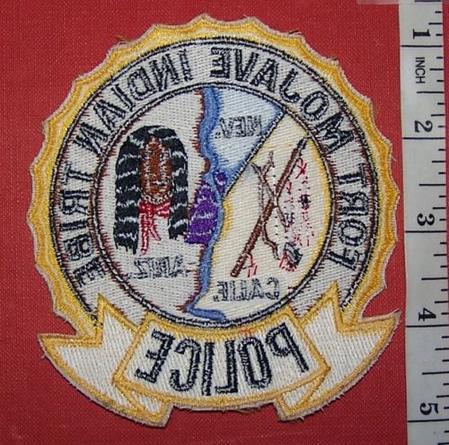 FORT MOJAVE INDIAN TRIBE
NEV.
ARIZ.
CALIF.
POLICE
1
INCH
2
3
4
5